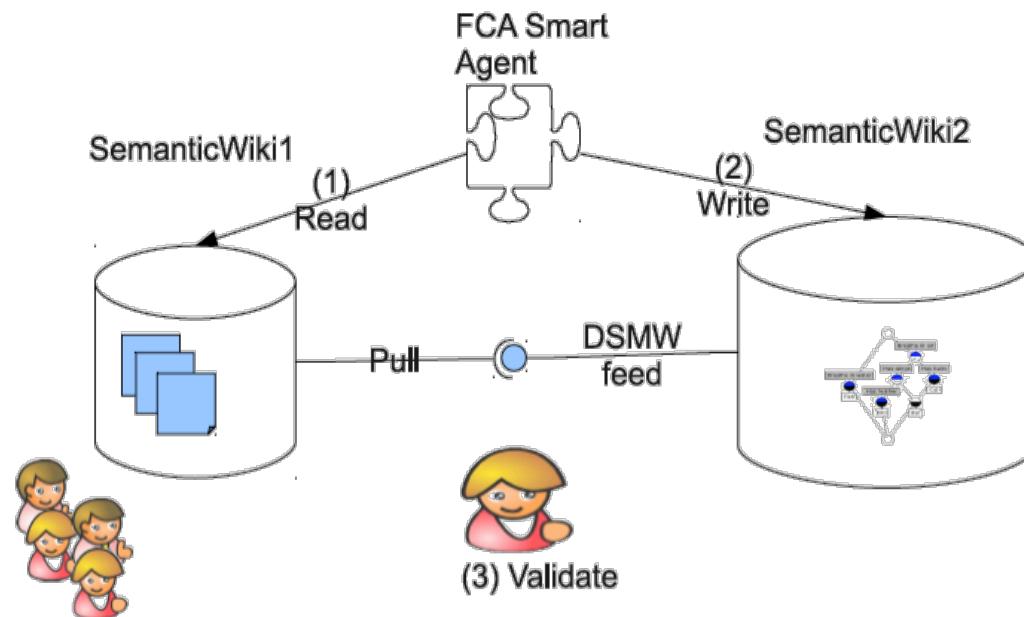 FCA Smart
Agent
SemanticWiki1
SemanticWiki2
(1)
Read
(2)
Write
Pull
DSMW
feed
(3) Validate